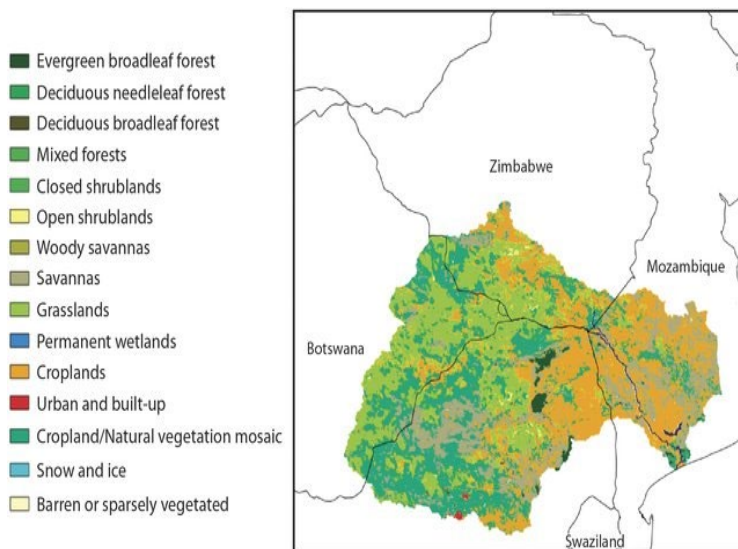 Evergreen broadleaf forest
Deciduous needleleaf forest
Deciduous broadleaf forest
Mixed forests
Closed shrublands
Open shrublands
Woody savannas
Savannas
Grasslands
Permanent wetlands
Croplands
Urban and built-up
Cropland/Natural vegetation mosaic
Snow and ice
Barren or sparsely vegetated
Zimbabwe
Mozambique
Botswana
Swaziland